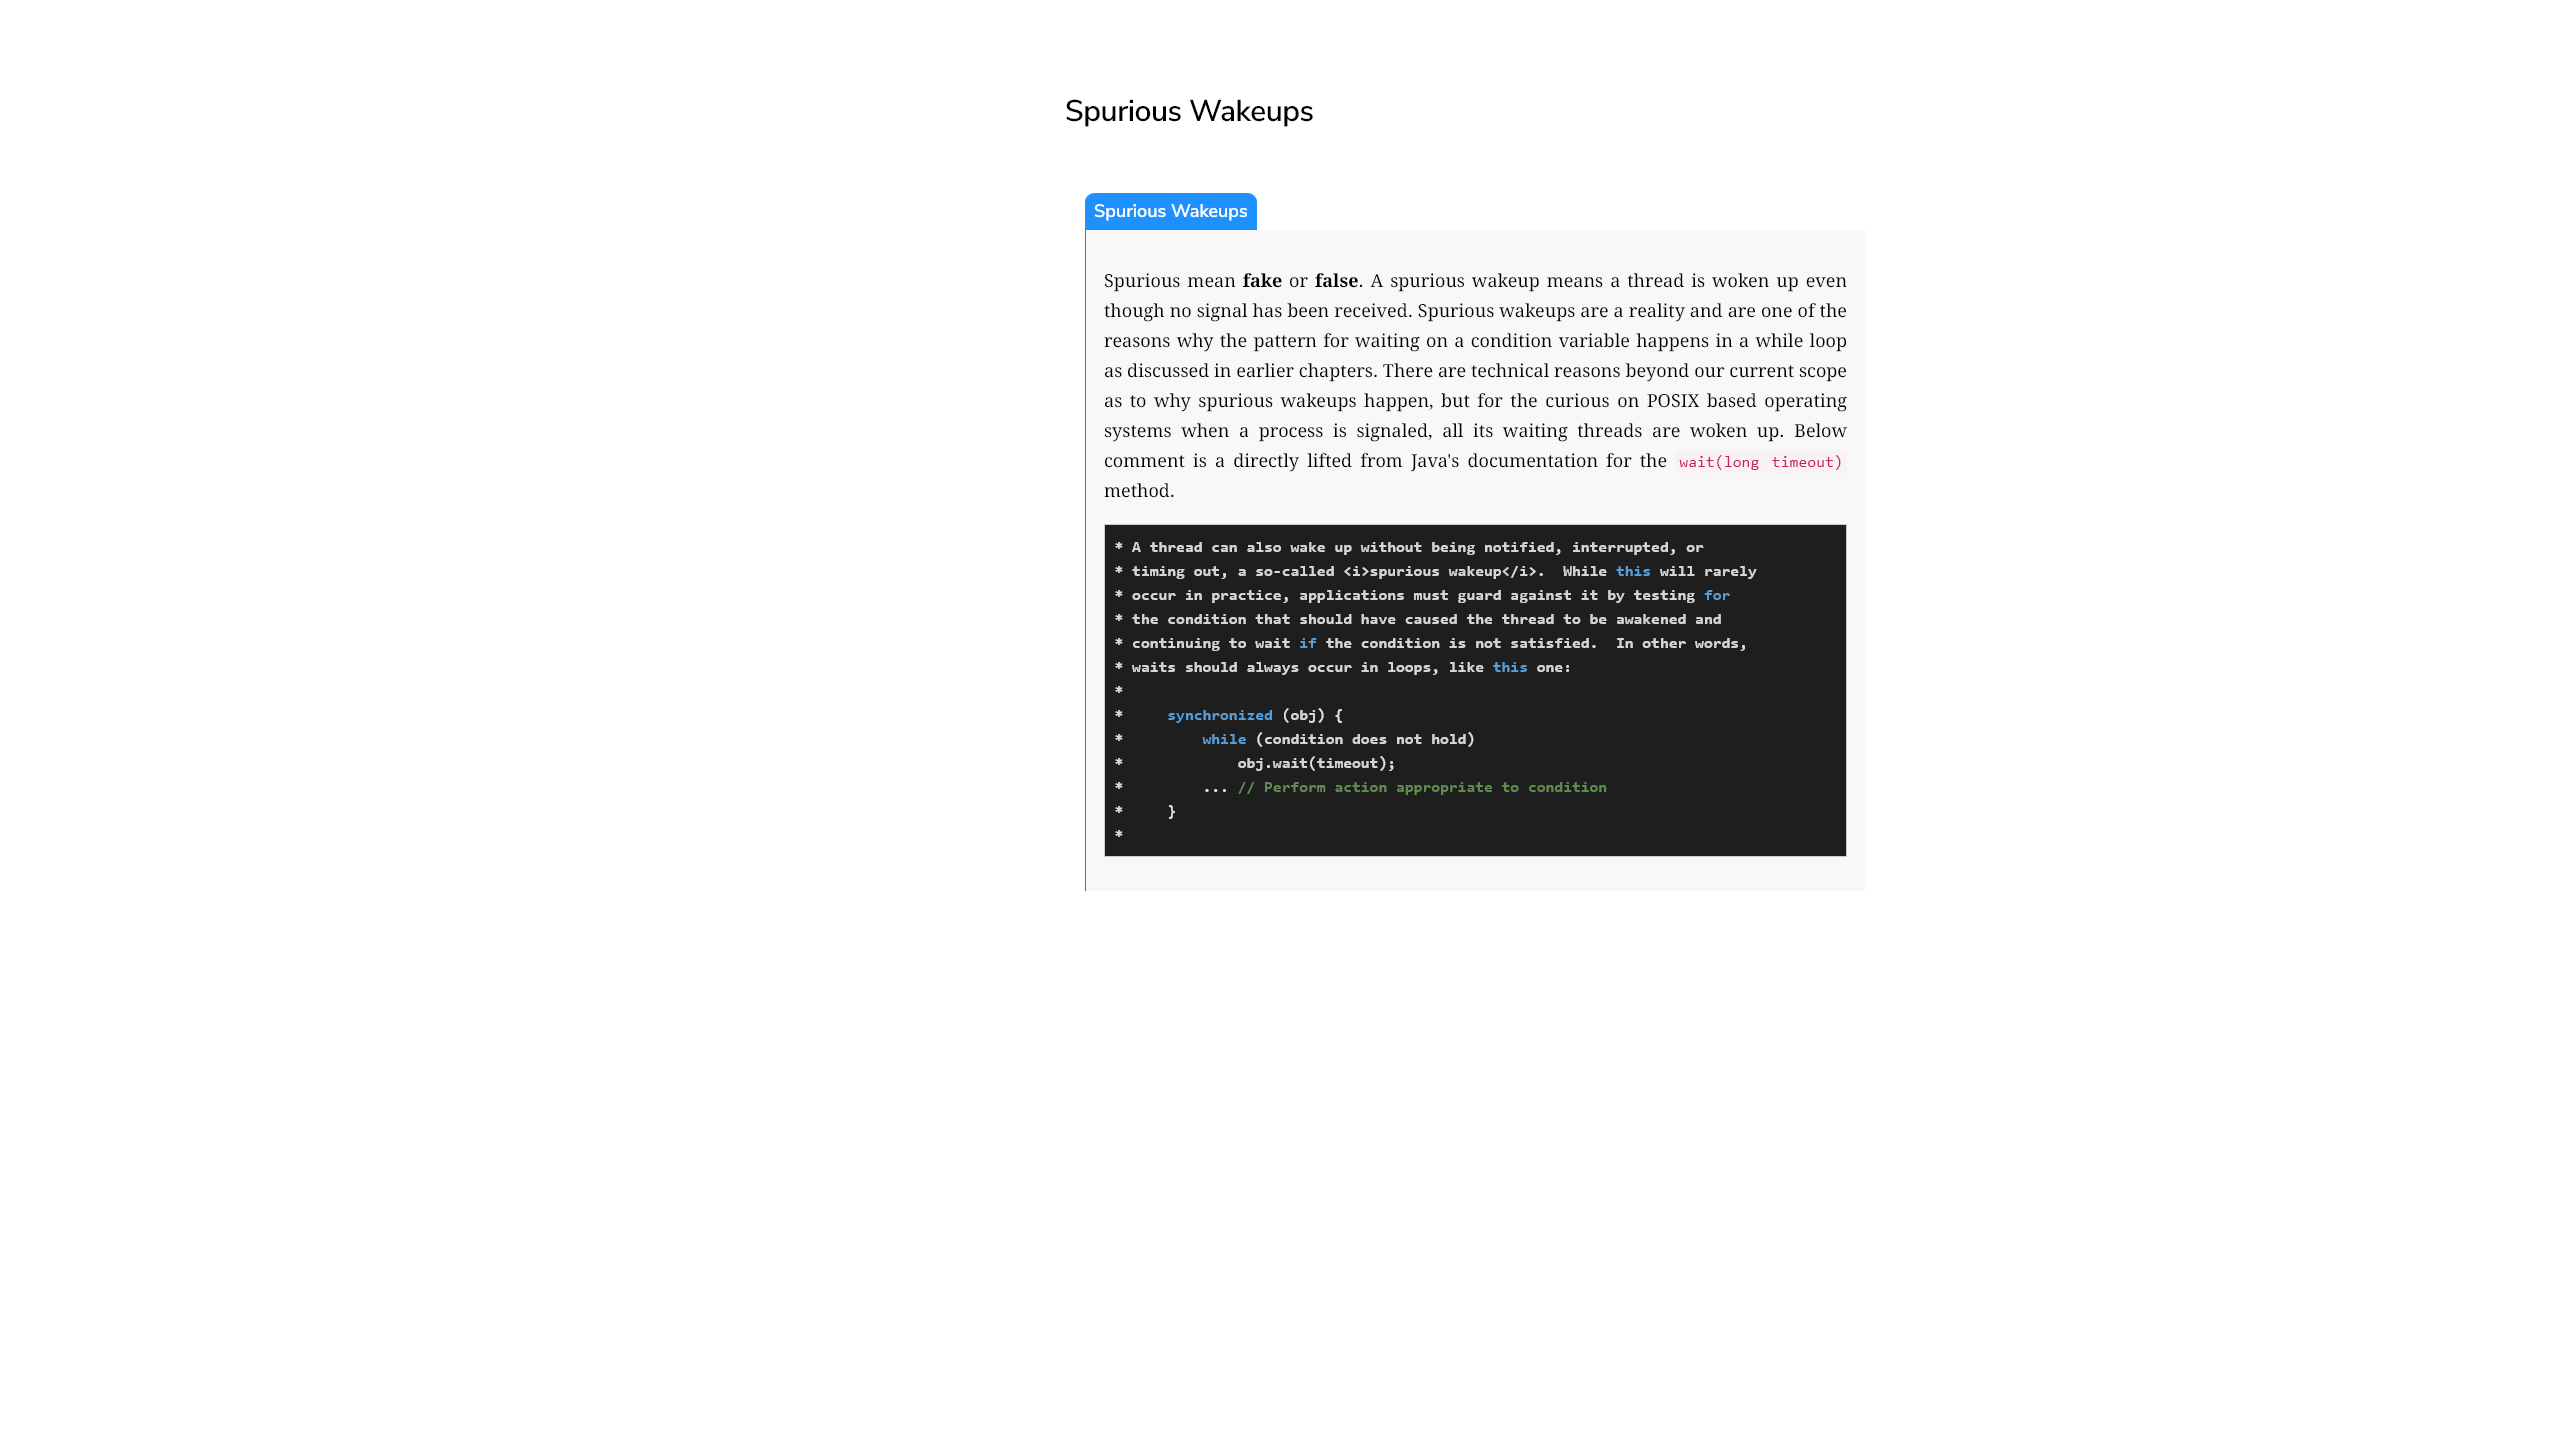 Spurious Wakeups
Spurious Wakeups
Spurious mean fake or false. A spurious wakeup means a thread is woken up even
though no signal has been received. Spurious wakeups are a reality and are one of the
reasons why the pattern for waiting on a condition variable happens in a while loop
as discussed in earlier chapters. There are technical reasons beyond our current scope
as to why spurious wakeups happen, but for the curious on POSIX based operating
systems when a process is signaled, all its waiting threads are woken up. Below
comment is a directly lifted from Java's documentation for the wait(long timeout)
method.
* A thread can also wake up without being notified, interrupted, or
* timing out, a so-called <i>spurious wakeup</i>.  While this will rarely
* occur in practice, applications must guard against it by testing for
* the condition that should have caused the thread to be awakened and
* continuing to wait if the condition is not satisfied.  In other words,
* waits should always occur in loops, like this one:
*
*     synchronized (obj) {
*         while (condition does not hold)
*             obj.wait(timeout);
*         ... // Perform action appropriate to condition
*     }
*